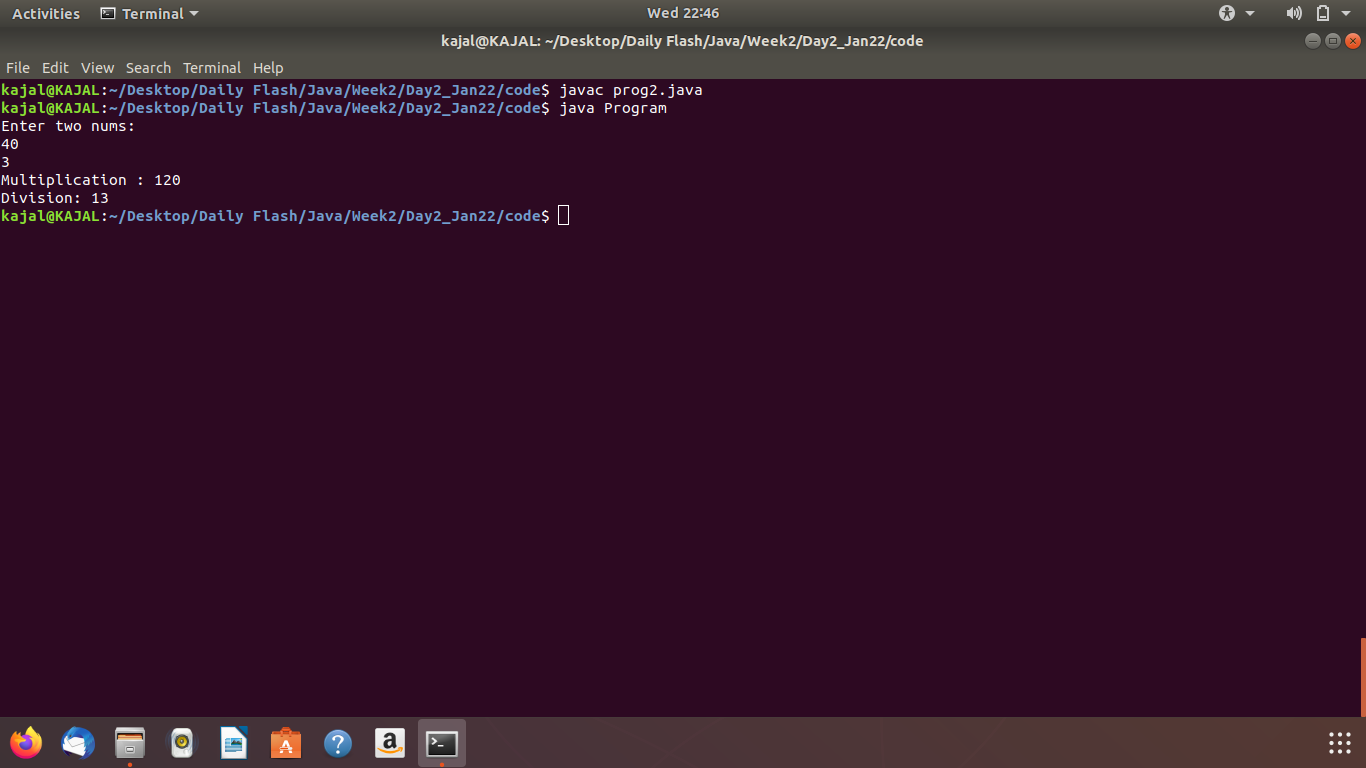 Activities Terminal Wed 22:46
kajal@KAJAL: ~/Desktop/Daily Flash/Java/Week2/Day2_Jan22/code
File Edit View Search Terminal Help
kajal@KAJAL:~/Desktop/Daily Flash/Java/Week2/Day2_Jan22/code$ javac prog2.java
kajal@KAJAL:~/Desktop/Daily Flash/Java/Week2/Day2_Jan22/code$ java Program
Enter two nums:
40
3
Multiplication : 120
Division: 13
kajal@KAJAL:~/Desktop/Daily Flash/Java/Week2/Day2_Jan22/code$